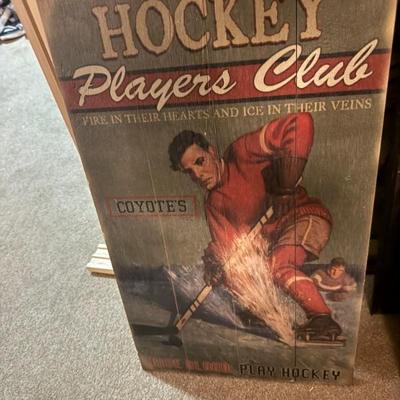 HOCKEY
Players Club
FIRE IN THEIR HEARTS AND ICE IN THEIR VEINS
COYOTE'S
PLAY HOCKEY